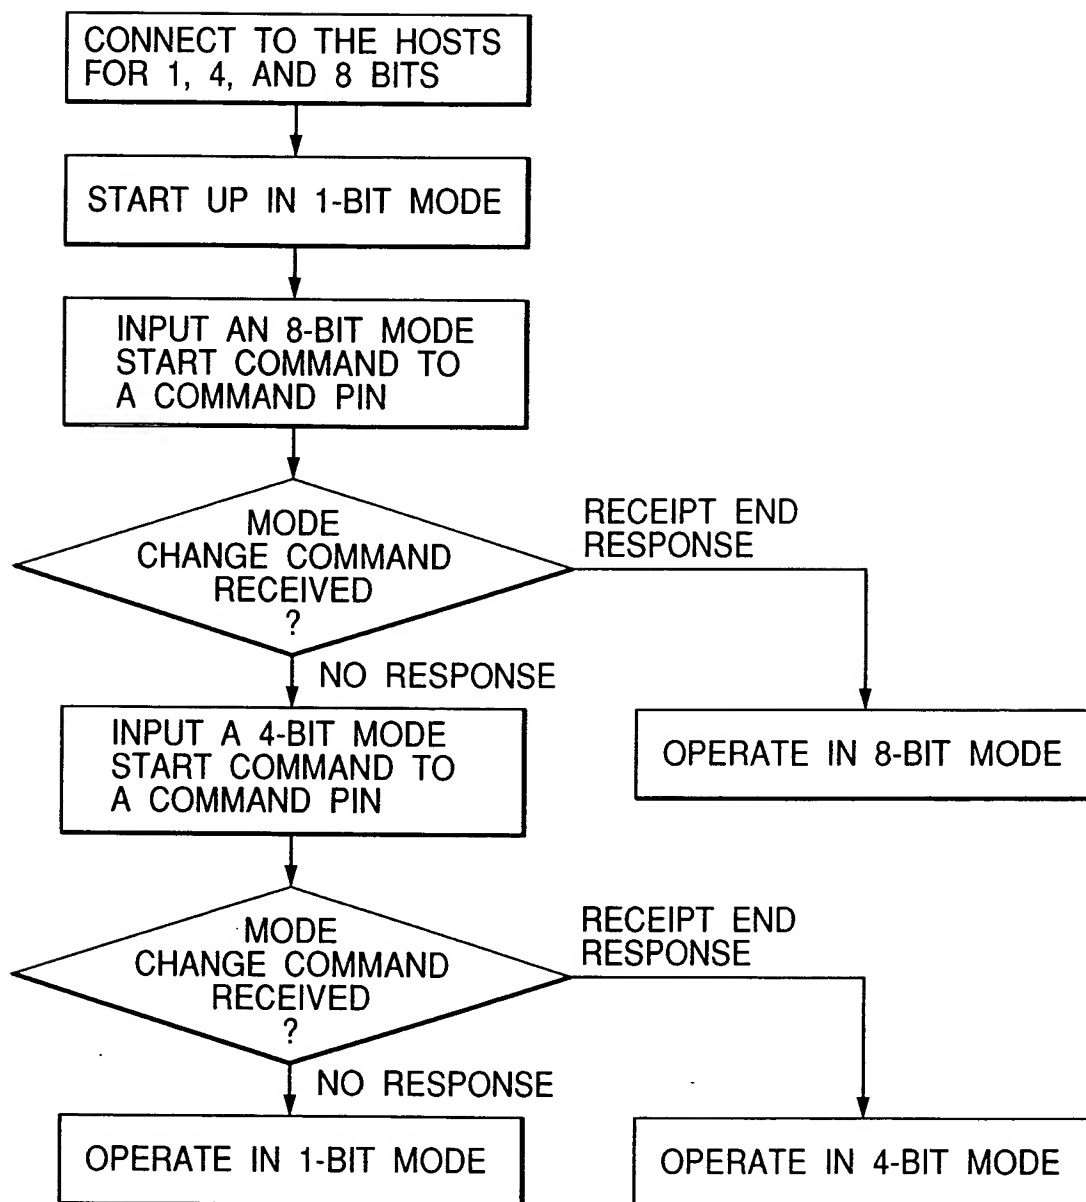 CONNECT TO THE HOSTS
FOR 1, 4, AND 8 BITS
START UP IN 1-BIT MODE
INPUT AN 8-BIT MODE
START COMMAND TO
A COMMAND PIN
MODE
CHANGE COMMAND
RECEIVED
?
RECEIPT END
RESPONSE
NO RESPONSE
INPUT A 4-BIT MODE
START COMMAND TO
A COMMAND PIN
OPERATE IN 8-BIT MODE
MODE
CHANGE COMMAND
RECEIVED
?
RECEIPT END
RESPONSE
NO RESPONSE
OPERATE IN 1-BIT MODE
OPERATE IN 4-BIT MODE